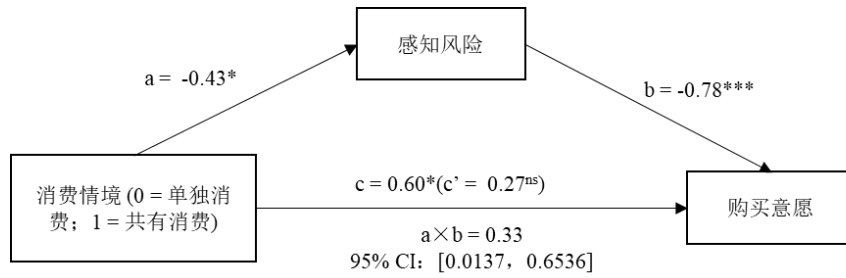 感知风险
a = -0.43*
b = -0.78***
消费情境 (0 = 单独消
费；1 = 共有消费)
c = 0.60*(c’ = 0.27ns)
购买意愿
a×b = 0.33
95% CI：[0.0137，0.6536]